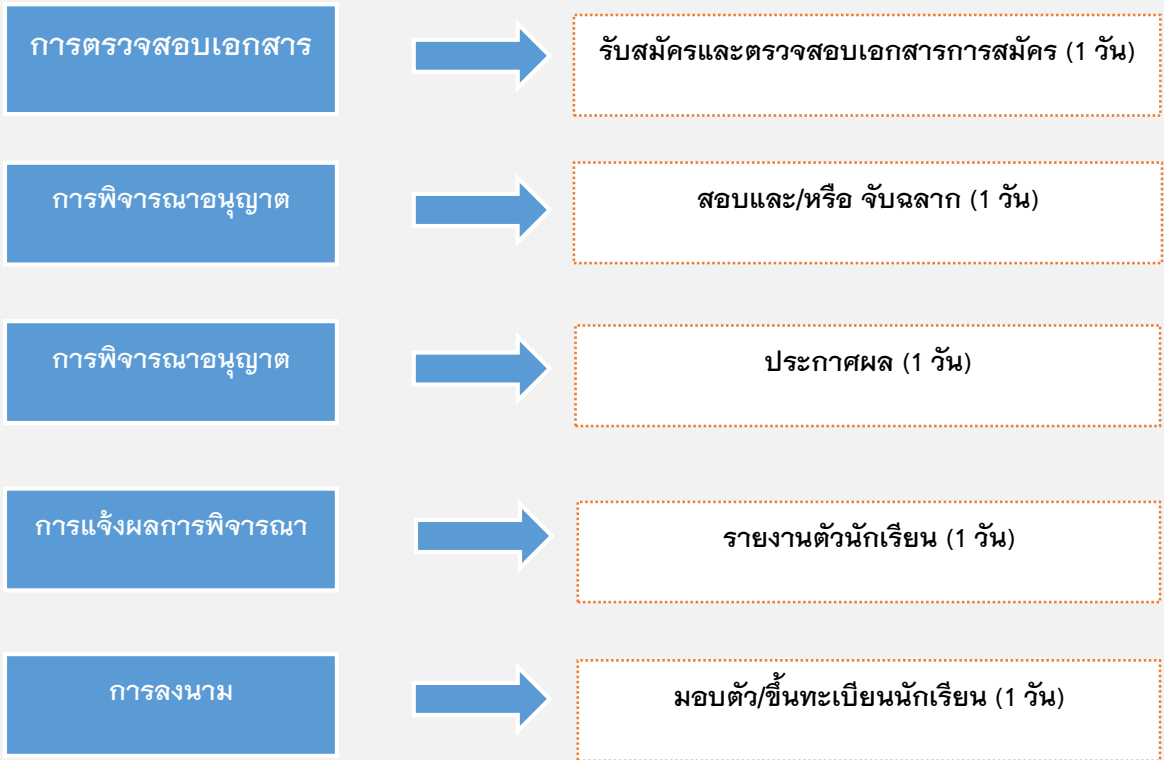 การตรวจสอบเอกสาร
รับสมัครและตรวจสอบเอกสารการสมัคร (1 วัน)
การพิจารณาอนุญาต
สอบและ/หรือ จับฉลาก (1 วัน)
การพิจารณาอนุญาต
ประกาศผล (1 วัน)
การแจ้งผลการพิจารณา
รายงานตัวนักเรียน (1 วัน)
การลงนาม
มอบตัว/ขึ้นทะเบียนนักเรียน (1 วัน)